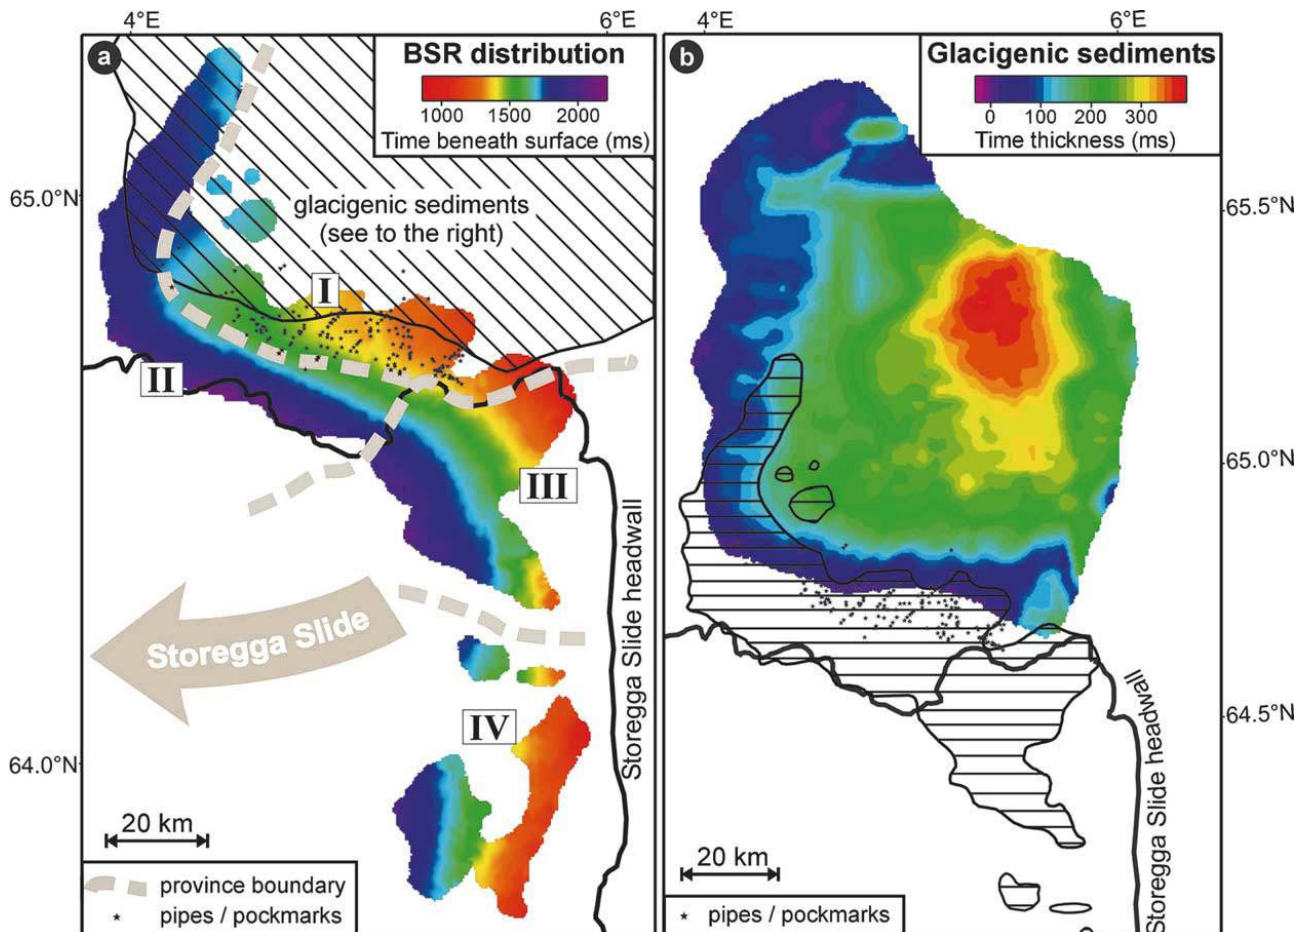 4°E
6°E
4°E
6°E
a
BSR distribution
1000 1500 2000
Time beneath surface (ms)
b
Glacigenic sediments
0 100 200 300
Time thickness (ms)
65.0°N
glacigenic sediments
(see to the right)
65.5°N
I
II
III
65.0°N
Storegga Slide
IV
Storegga Slide headwall
64.5°N
64.0°N
Storegga Slide headwall
20 km
20 km
province boundary
pipes / pockmarks
pipes / pockmarks